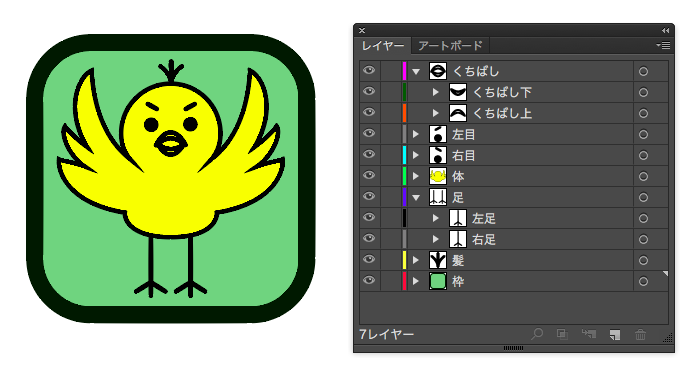 レイヤー アートボード
くちばし
くちばし下
くちばし上
左目
右目
体
足
左足
右足
髪
枠
7レイヤー